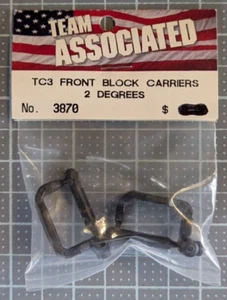 TEAM
ASSOCIATED
TC3 FRONT BLOCK CARRIERS
2 DEGREES
No. 3870 $